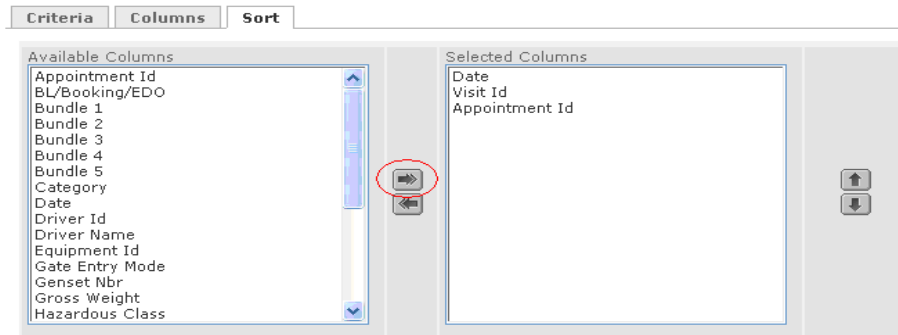 Criteria Columns Sort
Available Columns
Appointment Id
BL/Booking/EDO
Bundle 1
Bundle 2
Bundle 3
Bundle 4
Bundle 5
Category
Date
Driver Id
Driver Name
Equipment Id
Gate Entry Mode
Genset Nbr
Gross Weight
Hazardous Class
Selected Columns
Date
Visit Id
Appointment Id